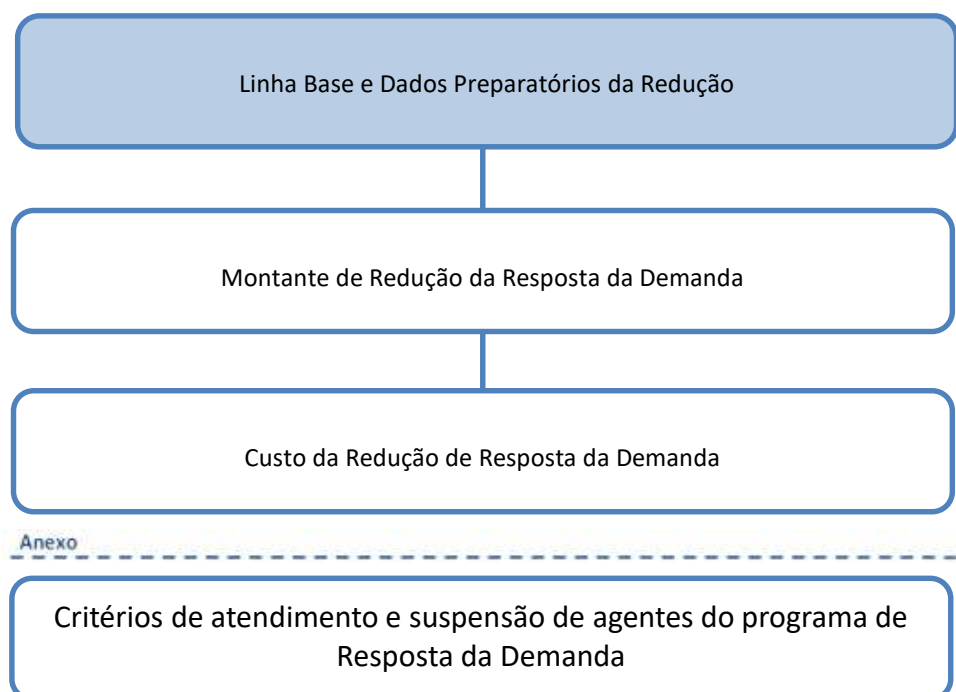 Linha Base e Dados Preparatórios da Redução
Montante de Redução da Resposta da Demanda
Custo da Redução de Resposta da Demanda
Anexo
Critérios de atendimento e suspensão de agentes do programa de
Resposta da Demanda